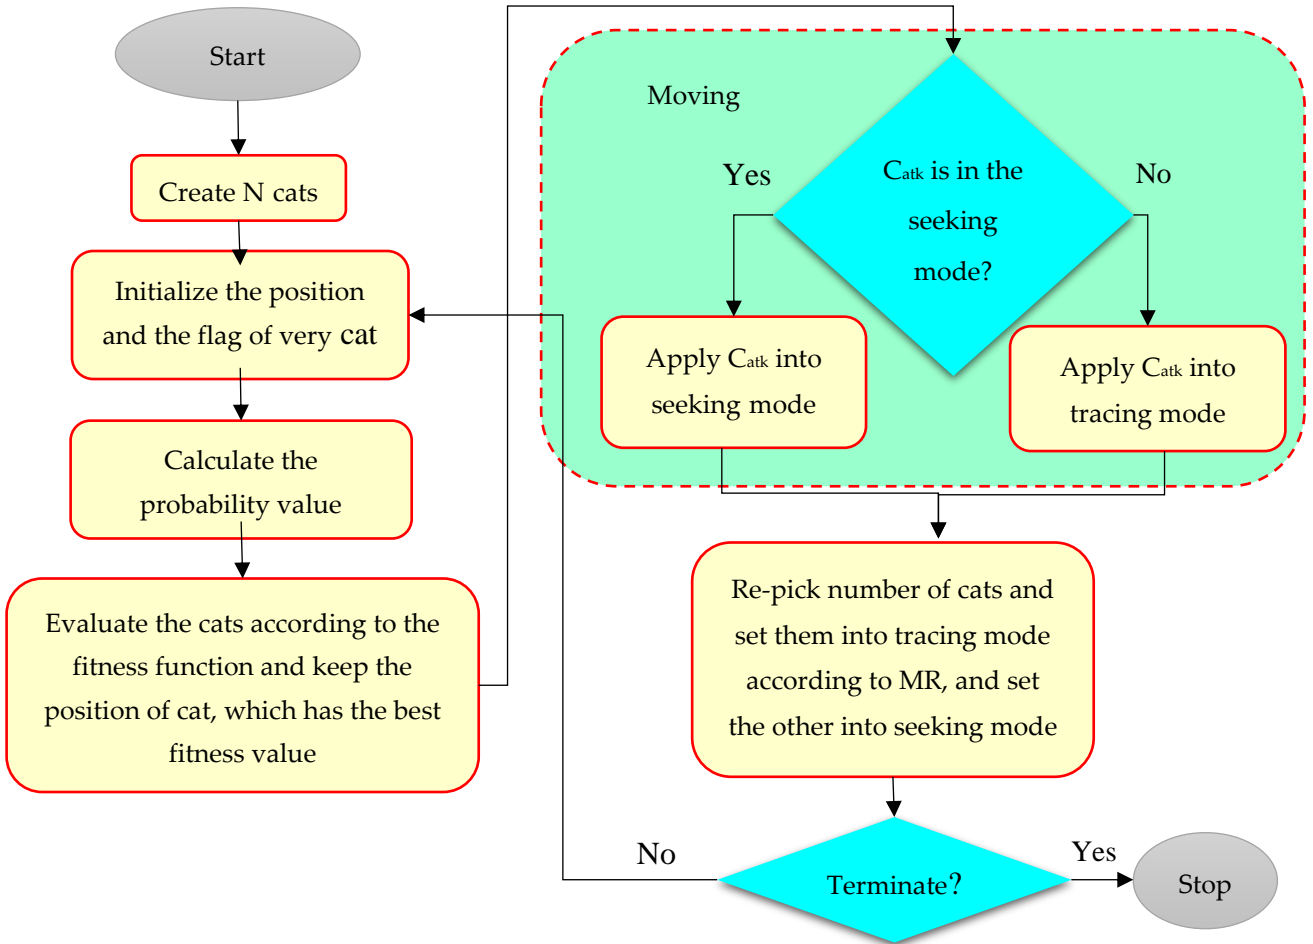 Start
Create N cats
Initialize the position
and the flag of very cat
Calculate the
probability value
Evaluate the cats according to the
fitness function and keep the
position of cat, which has the best
fitness value
Moving
Catk is in the
seeking
mode?
Yes
No
Apply Catk into
seeking mode
Apply Catk into
tracing mode
Re-pick number of cats and
set them into tracing mode
according to MR, and set
the other into seeking mode
Terminate?
No
Yes
Stop